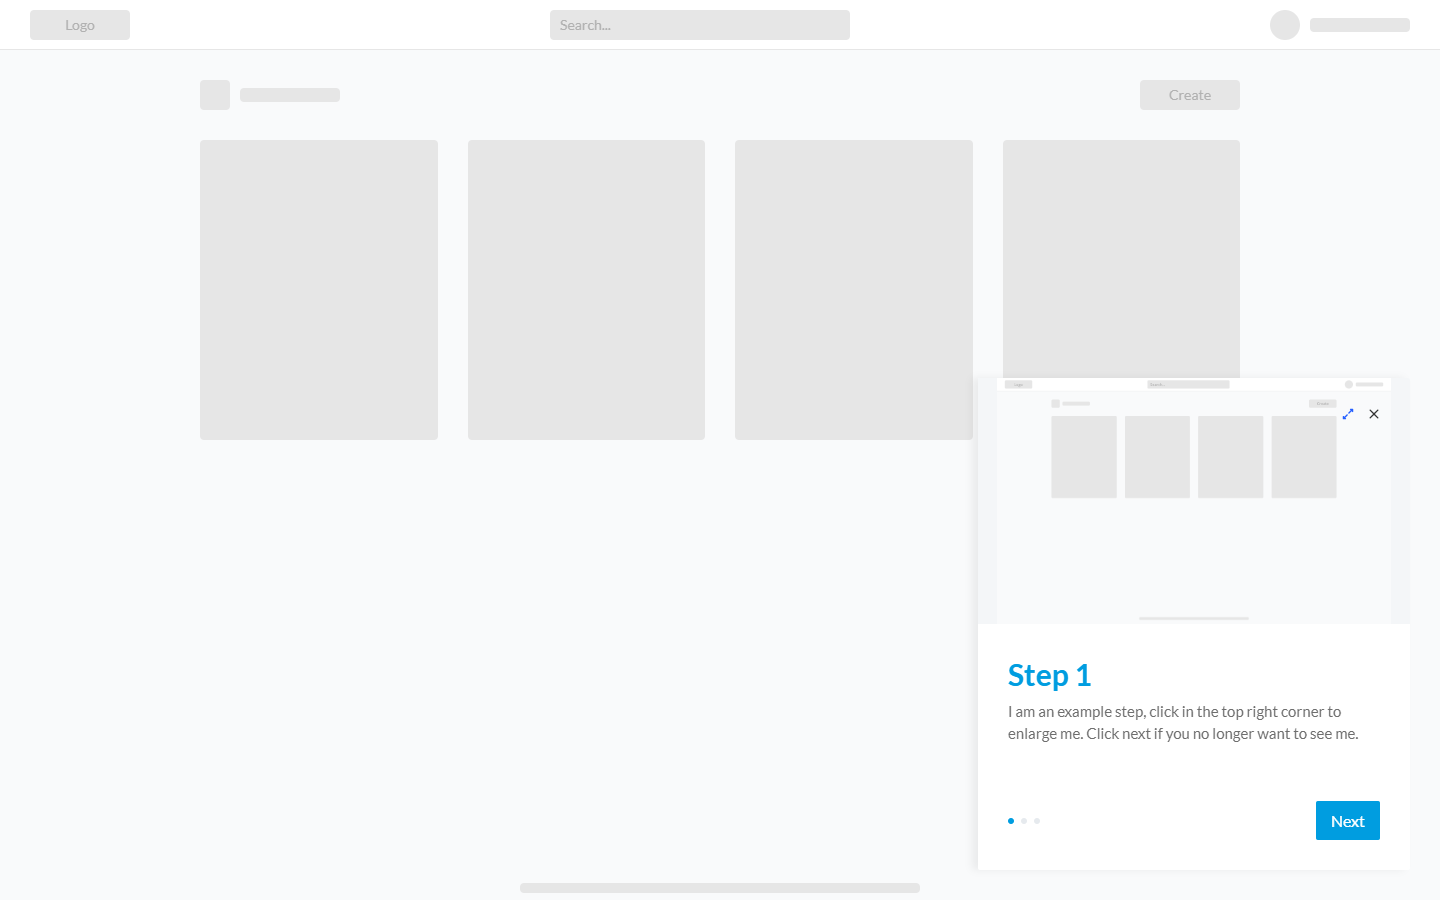 Logo
Search...
Create
Step 1
I am an example step, click in the top right corner to
enlarge me. Click next if you no longer want to see me.
Next